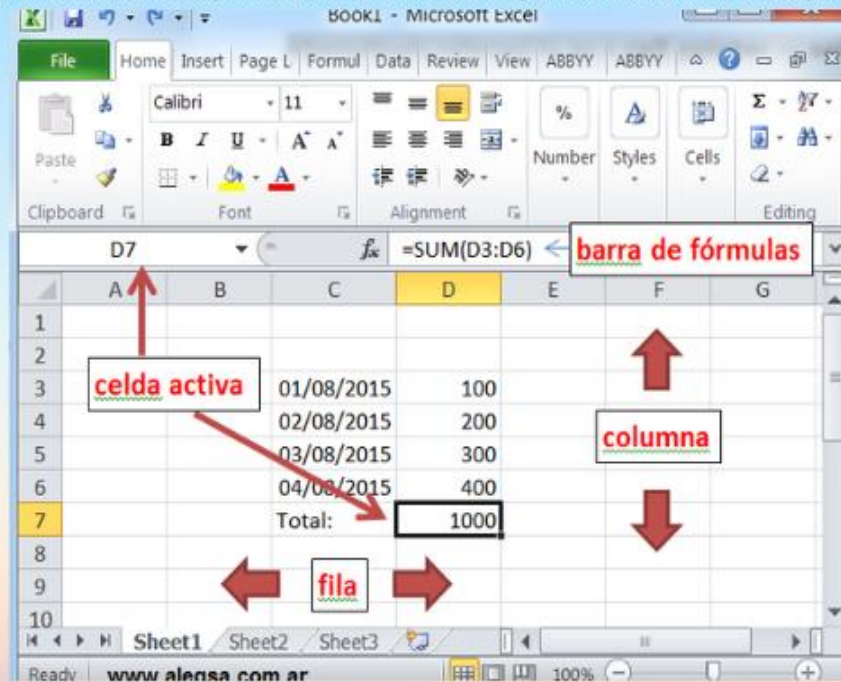 Book1 - Microsoft Excel
File Home Insert Page L Formul Data Review View ABBYY ABBYY
Calibri 11
B I U A A
Paste
% Number
Styles
Cells
Clipboard Font Alignment Editing
D7 fx =SUM(D3:D6) barra de fórmulas
A B C D E F G
1
2
celda activa
3 01/08/2015 100
4 02/08/2015 200
columna
5 03/08/2015 300
6 04/08/2015 400
7 Total: 1000
8
9 fila
10
Sheet1 Sheet2 Sheet3
Ready www.alegsa.com.ar 100%